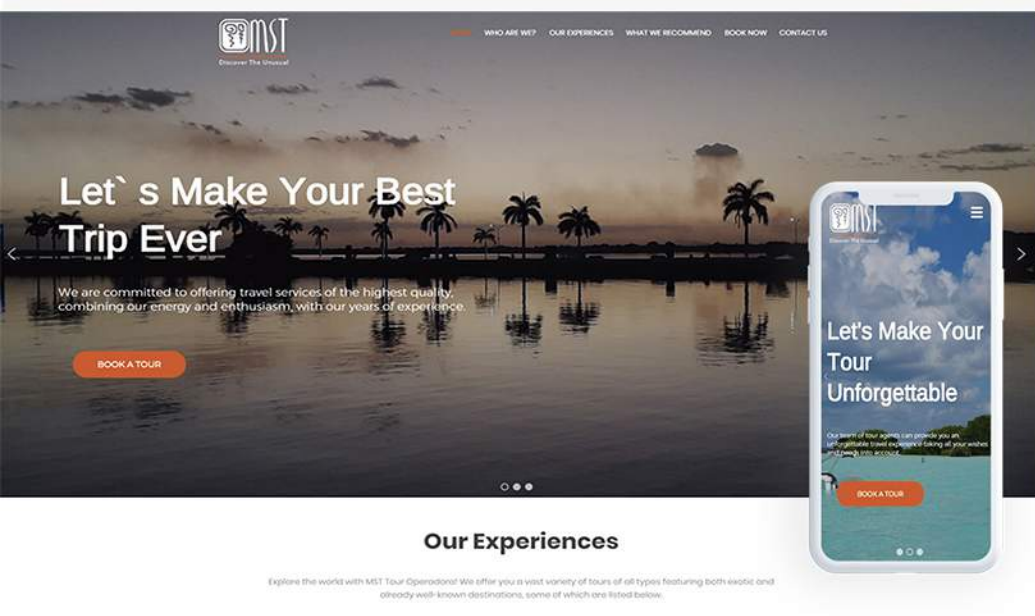 MST
Discover The Unusual
HOME WHO ARE WE? OUR EXPERIENCES WHAT WE RECOMMEND BOOK NOW CONTACT US
Let` s Make Your Best
Trip Ever
We are committed to offering travel services of the highest quality,
combining our energy and enthusiasm, with our years of experience.
BOOK A TOUR
MST
Discover The Unusual
Let's Make Your
Tour
Unforgettable
Our team of tour agents can provide you an
unforgettable travel experience taking all your wishes
and needs into account.
BOOK A TOUR
Our Experiences
Explore the world with MST Tour Operadora! We offer you a vast variety of tours of all types featuring both exotic and
already well-known destinations, some of which are listed below.